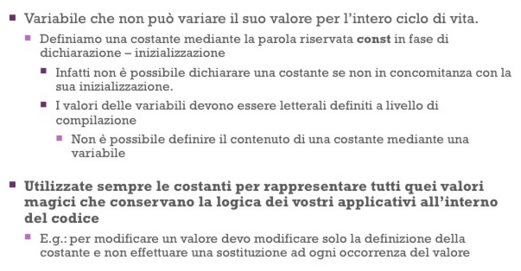 Variabile che non può variare il suo valore per l'intero ciclo di vita.
Definiamo una costante mediante la parola riservata const in fase di
dichiarazione – inizializzazione
Infatti non è possibile dichiarare una costante se non in concomitanza con la
sua inizializzazione.
I valori delle variabili devono essere letterali definiti a livello di
compilazione
Non è possibile definire il contenuto di una costante mediante una
variabile
Utilizzate sempre le costanti per rappresentare tutti quei valori
magici che conservano la logica dei vostri applicativi all'interno
del codice
E.g.: per modificare un valore devo modificare solo la definizione della
costante e non effettuare una sostituzione ad ogni occorrenza del valore